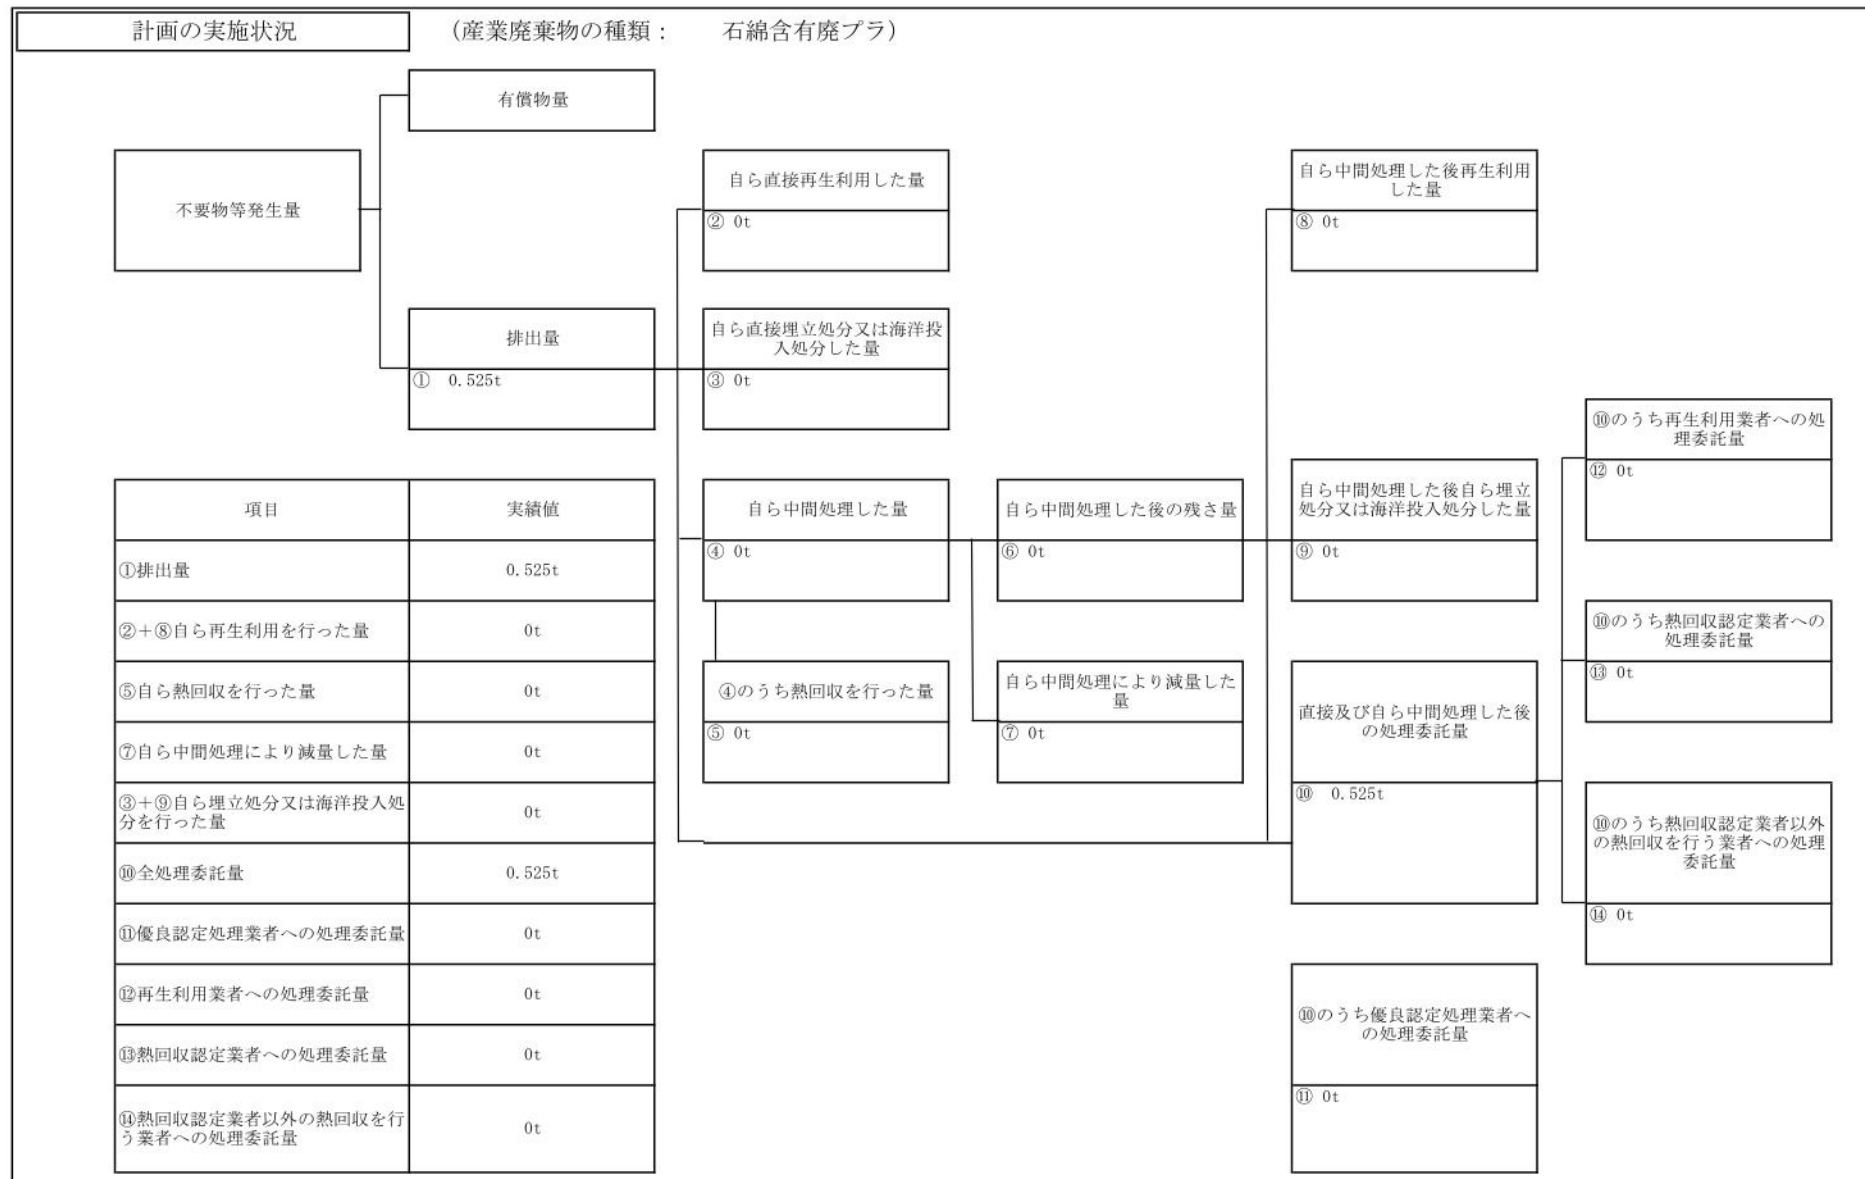 計画の実施状況
（産業廃棄物の種類： 石綿含有廃プラ）
有償物量
不要物等発生量
排出量
① 0.525t
自ら直接再生利用した量
② 0t
自ら直接埋立処分又は海洋投
入処分した量
③ 0t
自ら中間処理した量
④ 0t
④のうち熱回収を行った量
⑤ 0t
自ら中間処理した後の残さ量
⑥ 0t
自ら中間処理により減量した
量
⑦ 0t
自ら中間処理した後再生利用
した量
⑧ 0t
自ら中間処理した後自ら埋立
処分又は海洋投入処分した量
⑨ 0t
直接及び自ら中間処理した後
の処理委託量
⑩ 0.525t
⑩のうち優良認定処理業者へ
の処理委託量
⑪ 0t
⑩のうち再生利用業者への処
理委託量
⑫ 0t
⑩のうち熱回収認定業者への
処理委託量
⑬ 0t
⑩のうち熱回収認定業者以外
の熱回収を行う業者への処理
委託量
⑭ 0t
項目 実績値
①排出量 0.525t
②＋⑧自ら再生利用を行った量 0t
⑤自ら熱回収を行った量 0t
⑦自ら中間処理により減量した量 0t
③＋⑨自ら埋立処分又は海洋投入処
分を行った量 0t
⑩全処理委託量 0.525t
⑪優良認定処理業者への処理委託量 0t
⑫再生利用業者への処理委託量 0t
⑬熱回収認定業者への処理委託量 0t
⑭熱回収認定業者以外の熱回収を行
う業者への処理委託量 0t